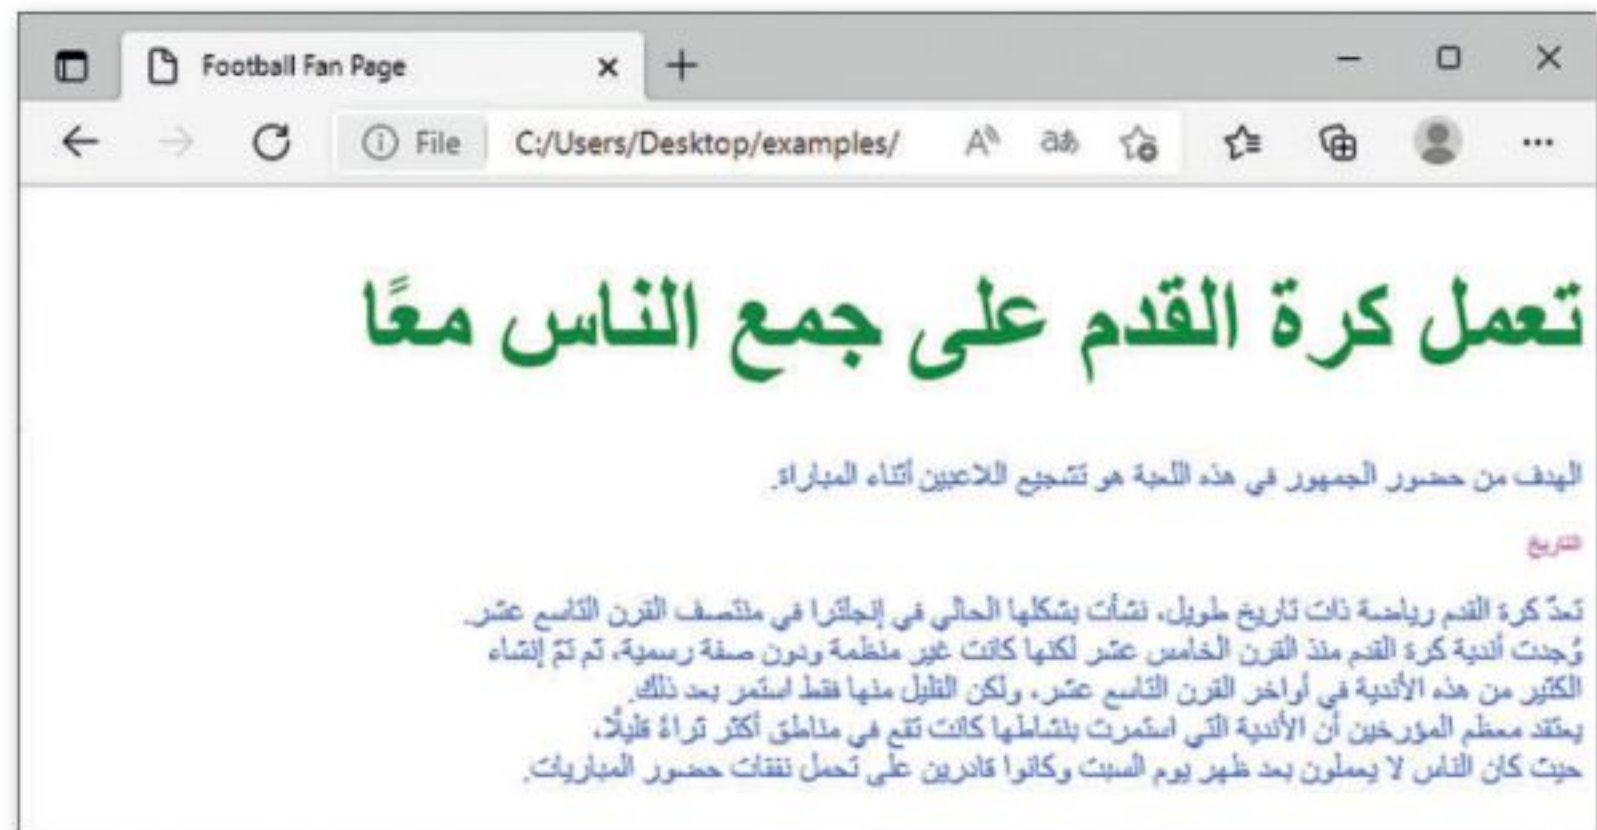 Football Fan Page
File C:/Users/Desktop/examples/
تعمل كرة القدم على جمع الناس معًا
الهدف من حضور الجمهور في هذه اللعبة هو تشجيع اللاعبين أثناء المباراة.
التاريخ
تعدّ كرة القدم رياضة ذات تاريخ طويل، نشأت بشكلها الحالي في إنجلترا في منتصف القرن التاسع عشر.
وُجدت أندية كرة القدم منذ القرن الخامس عشر لكنها كانت غير منظمة ودون صفة رسمية، ثم تمّ إنشاء
الكثير من هذه الأندية في أواخر القرن التاسع عشر، ولكن القليل منها فقط استمر بعد ذلك.
يعتقد معظم المؤرخين أن الأندية التي استمرت بنشاطها كانت تقع في مناطق أكثر ثراءً قليلًا،
حيث كان الناس لا يعملون بعد ظهر يوم السبت وكانوا قادرين على تحمل نفقات حضور المباريات.